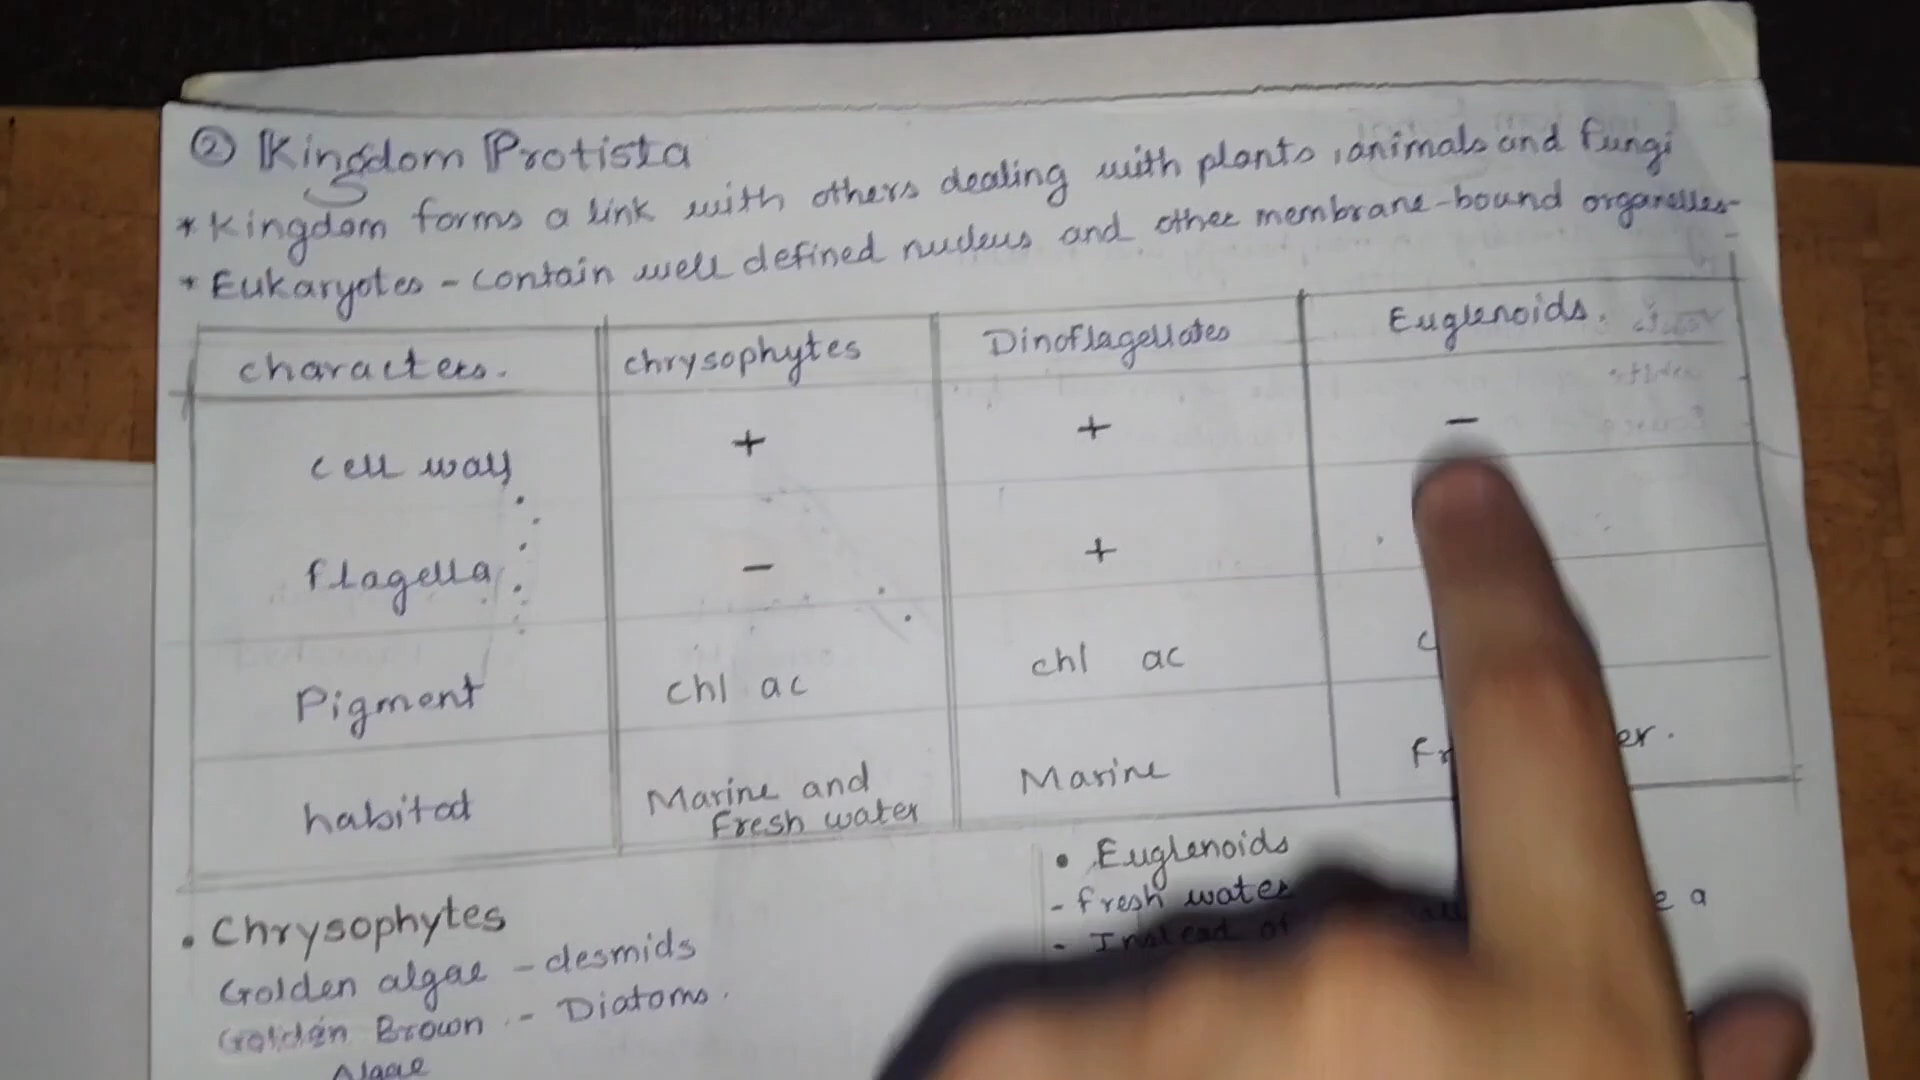 ② Kingdom Protista
* Kingdom forms a link with others dealing with plants, animals and fungi
* Eukaryotes - contain well defined nucleus and other membrane-bound organelles-
characters. chrysophytes Dinoflagellates Euglenoids.
cell wall + + -
flagella - +
Pigment chl ac chl ac
habitat Marine and Fresh water Marine
• Chrysophytes
Golden algae - desmids
Golden Brown - Diatoms.
Algae
• Euglenoids
- fresh water
- Instead of